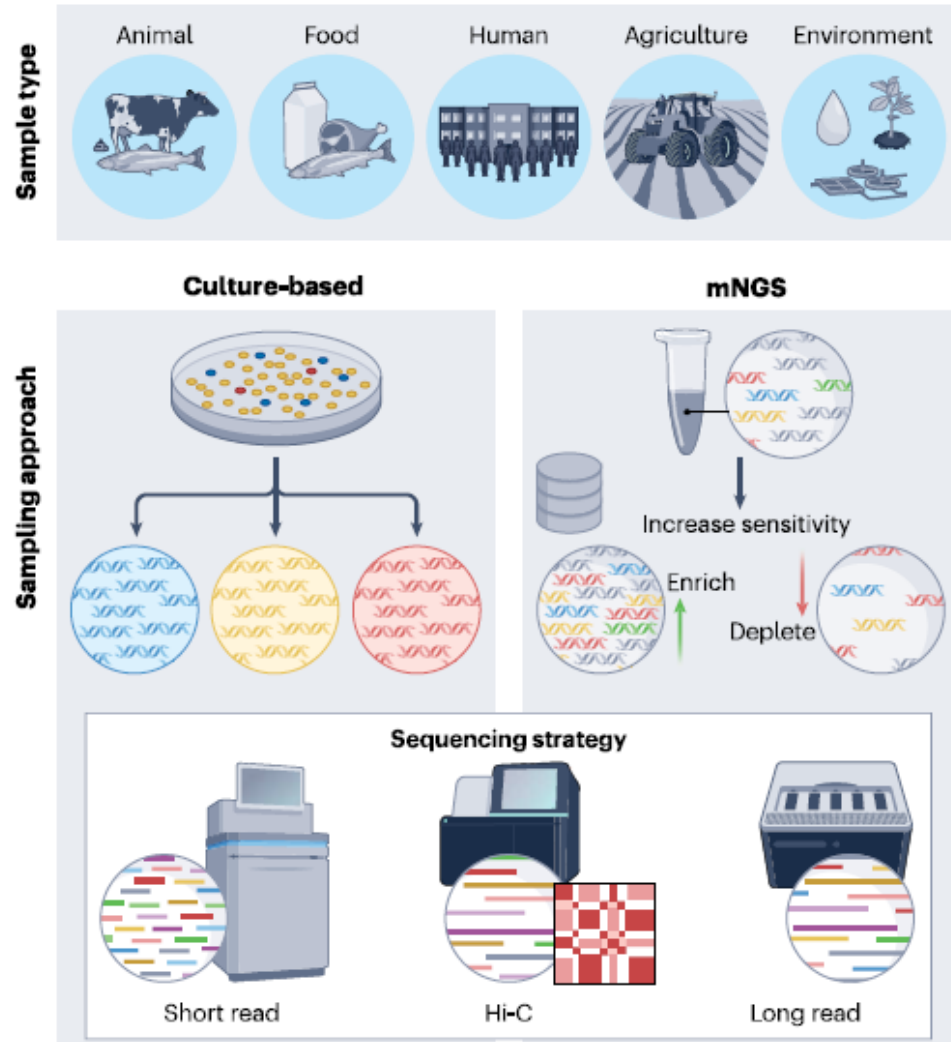 Sample type
Animal
Food
Human
Agriculture
Environment
Culture-based
mNGS
Sampling approach
Increase sensitivity
Enrich
Deplete
Sequencing strategy
Short read
Hi-C
Long read